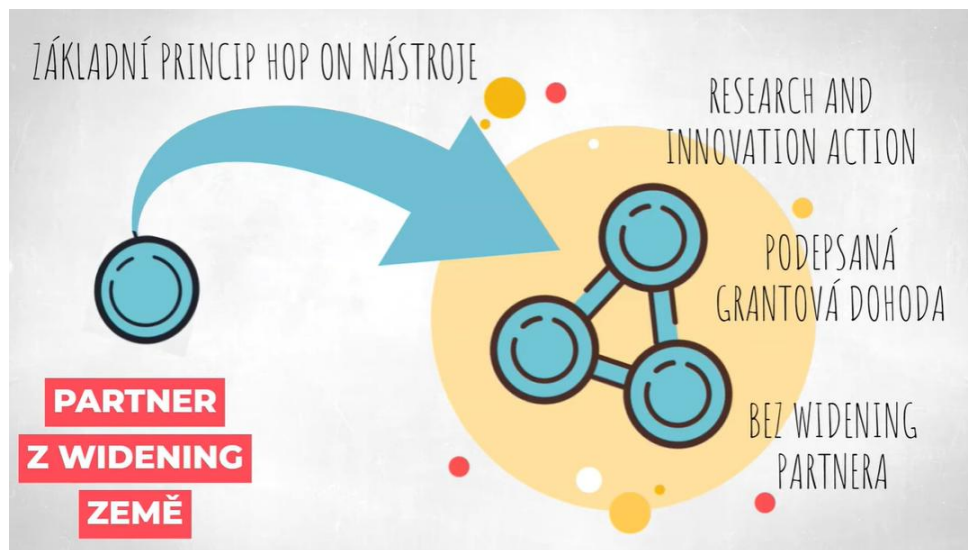 ZÁKLADNÍ PRINCIP HOP ON NÁSTROJE
RESEARCH AND
INNOVATION ACTION
PODEPSANÁ
GRANTOVÁ DOHODA
BEZ WIDENING
PARTNERA
PARTNER
Z WIDENING
ZEMĚ